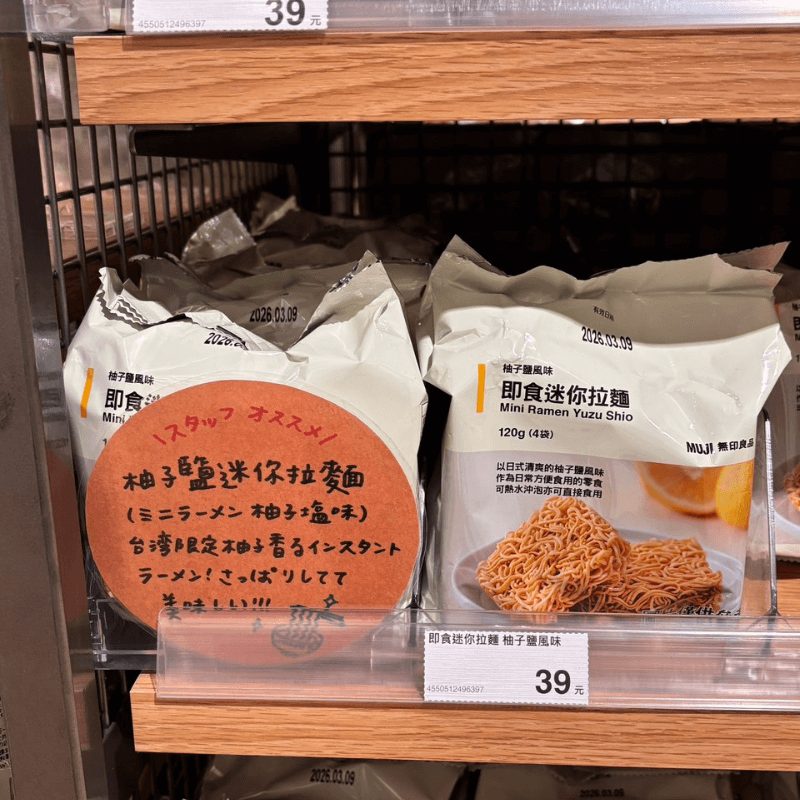 4550512496397
39元
2026.03.09
2026.
柚子鹽風味
即食迷
Mini
\スタッフ オススメ/
柚子鹽迷你拉麵
(ミニラーメン 柚子塩味)
台湾限定柚子香るインスタント
ラーメン!さっぱりしてて
美味しい!!!
有効日期
2026.03.09
柚子鹽風味
即食迷你拉麵
Mini Ramen Yuzu Shio
120g (4袋)
MUJI 無印良品
以日式清爽的柚子鹽風味
作為日常方便食用的零食
可熱水沖泡亦可直接食用
即食迷你拉麵 柚子鹽風味
4550512496397
39元
2026.03.09
2026.03.09